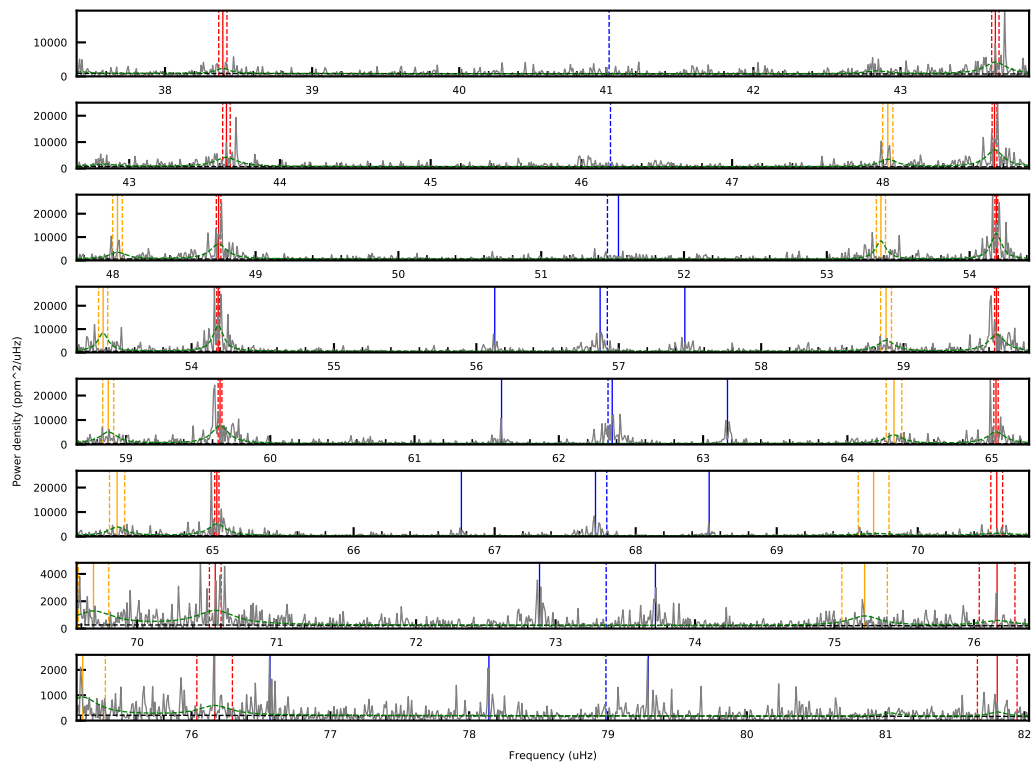 10000
0
38 39 40 41 42 43
20000
10000
0
43 44 45 46 47 48
20000
10000
0
48 49 50 51 52 53 54
20000
10000
0
54 55 56 57 58 59
20000
10000
0
59 60 61 62 63 64 65
20000
10000
0
65 66 67 68 69 70
4000
2000
0
70 71 72 73 74 75 76
2000
1000
0
76 77 78 79 80 81 82
Power density (ppm^2/uHz)
Frequency (uHz)